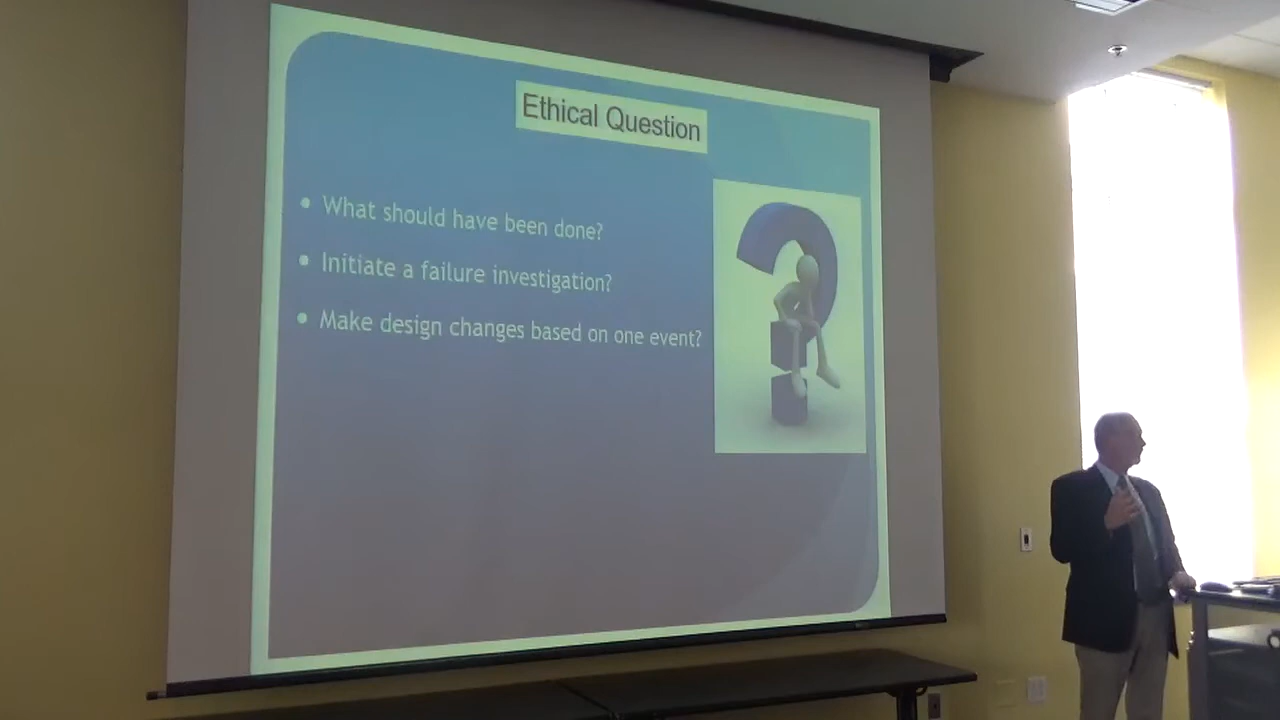 Ethical Question
• What should have been done?
• Initiate a failure investigation?
• Make design changes based on one event?